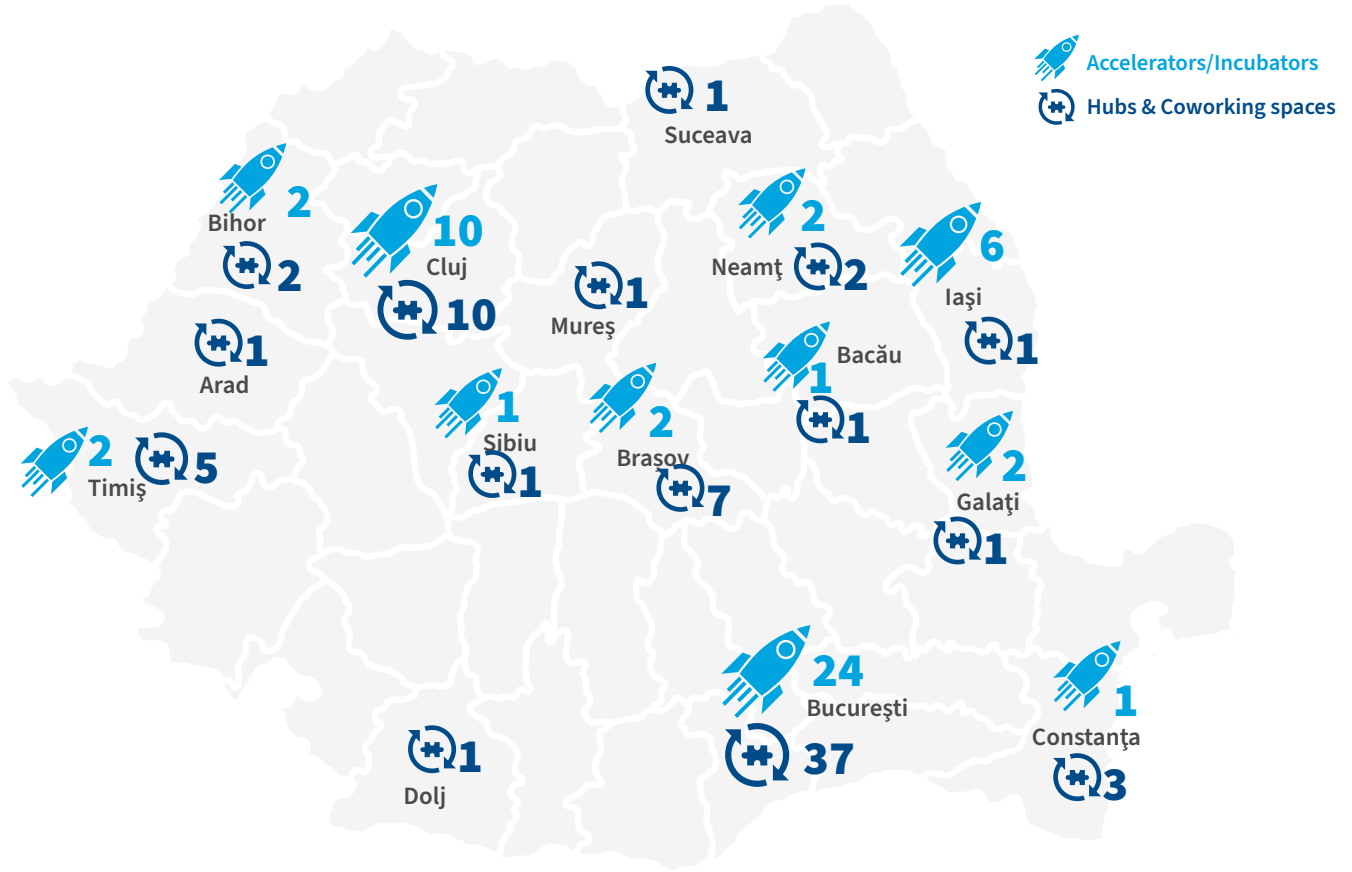 Accelerators/Incubators
Hubs & Coworking spaces
1
Suceava
2
Bihor
2
10
Cluj
10
2
Neamţ
2
6
Iaşi
1
1
Mureş
1
Arad
Bacău
1
1
1
Sibiu
1
2
Braşov
7
2
5
Timiş
2
Galaţi
1
24
Bucureşti
37
1
Constanţa
3
1
Dolj